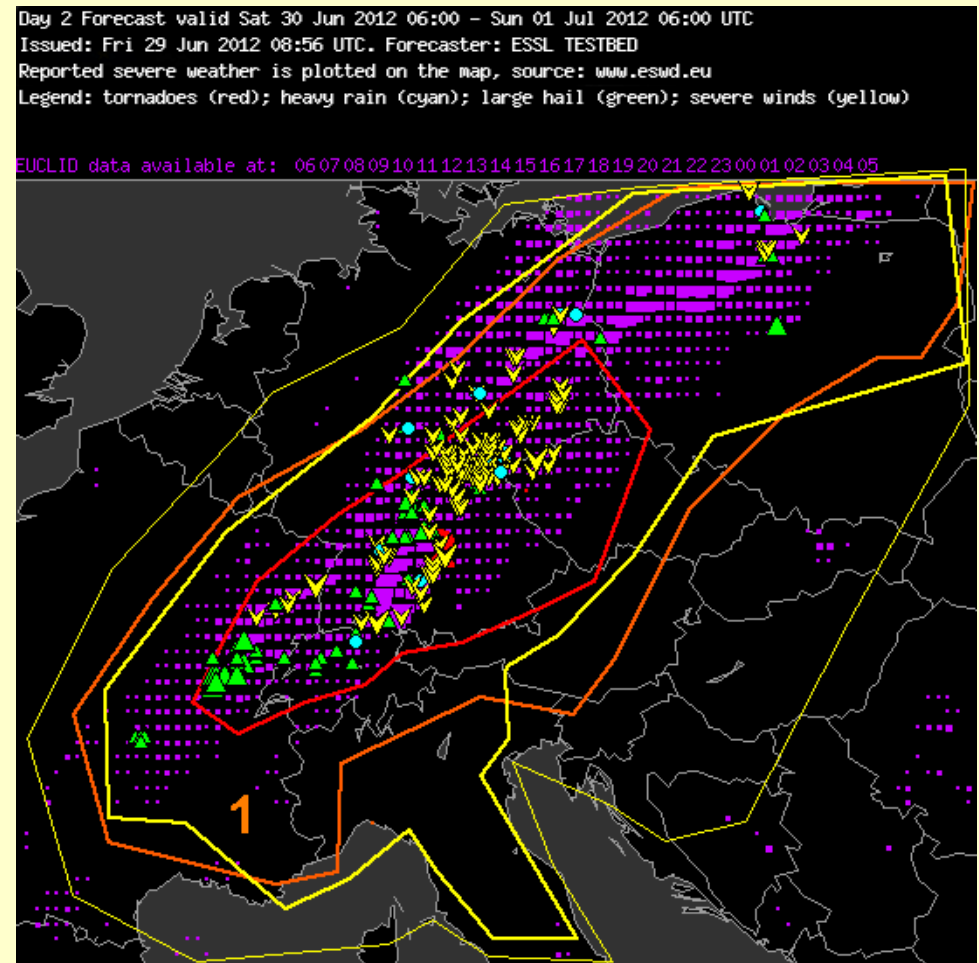 Day 2 Forecast valid Sat 30 Jun 2012 06:00 - Sun 01 Jul 2012 06:00 UTC
Issued: Fri 29 Jun 2012 08:56 UTC. Forecaster: ESSL TESTBED
Reported severe weather is plotted on the map, source: www.eswd.eu
Legend: tornadoes (red); heavy rain (cyan); large hail (green); severe winds (yellow)
EUCLID data available at: 06 07 08 09 10 11 12 13 14 15 16 17 18 19 20 21 22 23 00 01 02 03 04 05
1